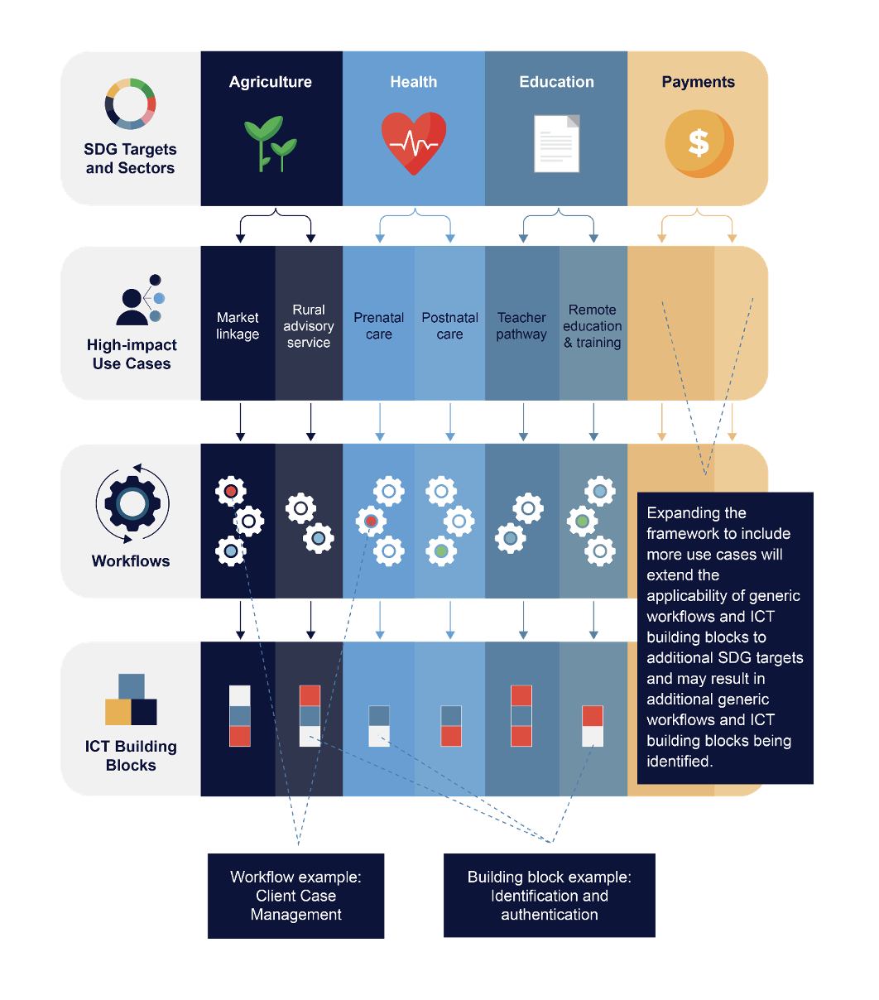 SDG Targets
and Sectors
Agriculture
Health
Education
Payments
$
High-impact
Use Cases
Market
linkage
Rural
advisory
service
Prenatal
care
Postnatal
care
Teacher
pathway
Remote
education
& training
Workflows
Expanding the
framework to include
more use cases will
extend the
applicability of generic
workflows and ICT
building blocks to
additional SDG targets
and may result in
additional generic
workflows and ICT
building blocks being
identified.
ICT Building
Blocks
Workflow example:
Client Case
Management
Building block example:
Identification and
authentication